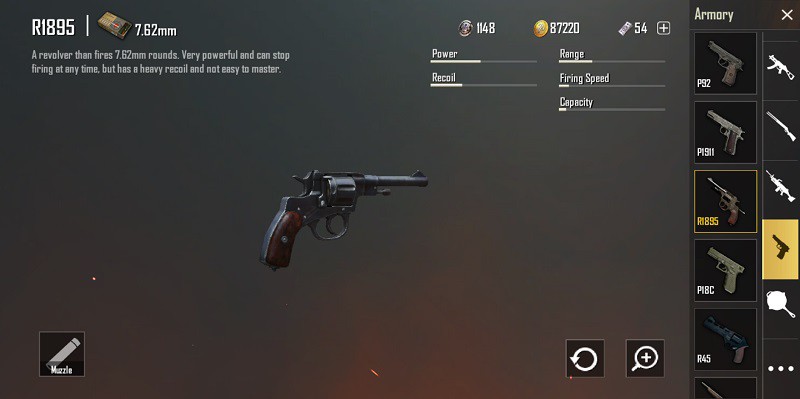 R1895 | 7.62mm
1148 87220 54
Armory
A revolver than fires 7.62mm rounds. Very powerful and can stop
firing at any time, but has a heavy recoil and not easy to master.
Power
Range
Recoil
Firing Speed
Capacity
P92
P1911
R1895
P18C
R45
Muzzle